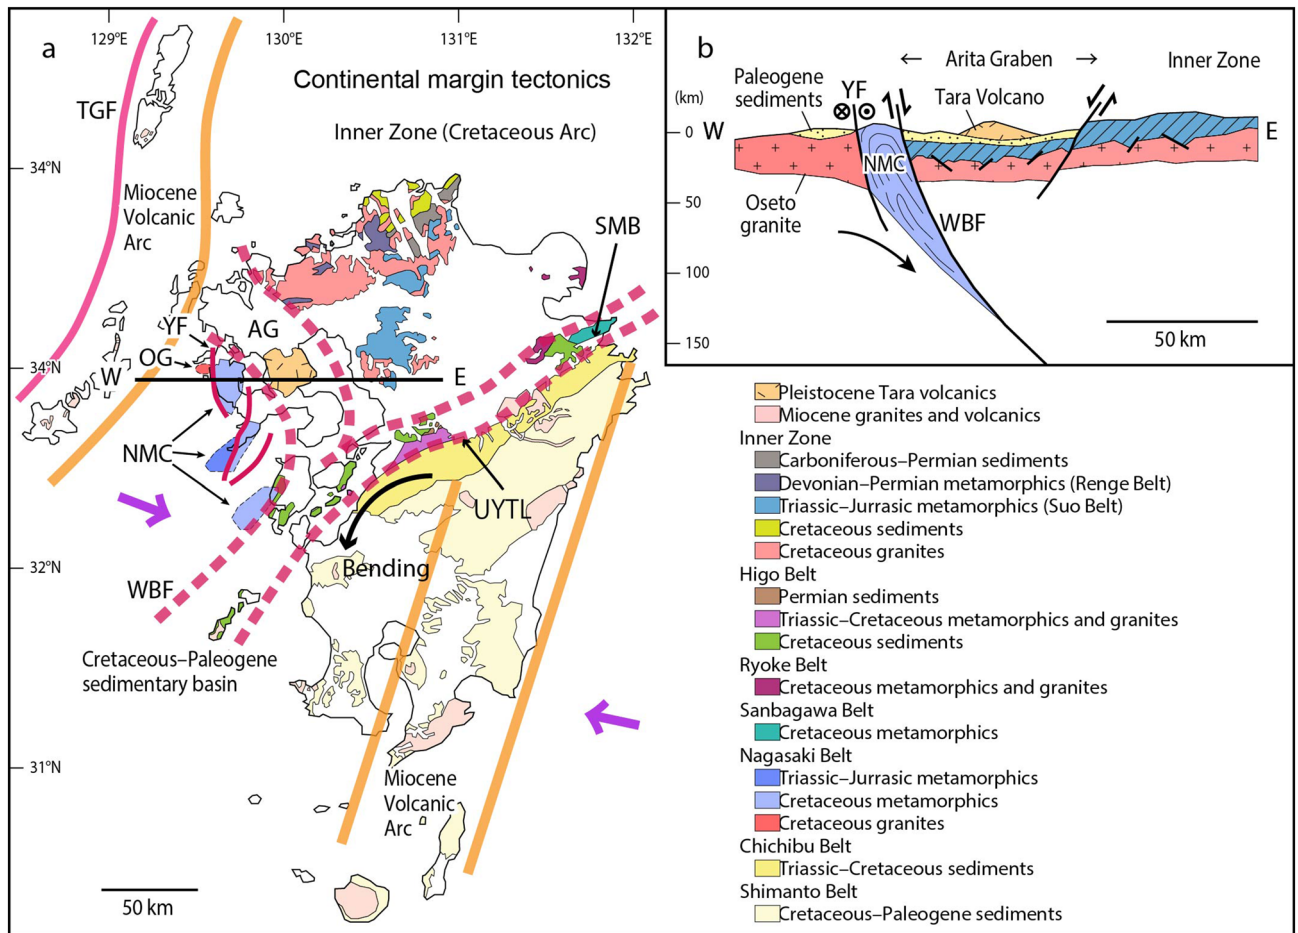 129°E
130°E
131°E
132°E
a
Continental margin tectonics
TGF
Inner Zone (Cretaceous Arc)
34°N
Miocene
Volcanic
Arc
SMB
YF
AG
OG
34°N
W
E
NMC
UYTL
Bending
32°N
WBF
Cretaceous–Paleogene
sedimentary basin
31°N
Miocene
Volcanic
Arc
50 km
b
← Arita Graben →
Inner Zone
Paleogene
sediments
YF
Tara Volcano
(km)
0
W
E
NMC
50
Oseto
granite
WBF
100
50 km
150
Pleistocene Tara volcanics
Miocene granites and volcanics
Inner Zone
Carboniferous–Permian sediments
Devonian–Permian metamorphics (Renge Belt)
Triassic–Jurrasic metamorphics (Suo Belt)
Cretaceous sediments
Cretaceous granites
Higo Belt
Permian sediments
Triassic–Cretaceous metamorphics and granites
Cretaceous sediments
Ryoke Belt
Cretaceous metamorphics and granites
Sanbagawa Belt
Cretaceous metamorphics
Nagasaki Belt
Triassic–Jurrasic metamorphics
Cretaceous metamorphics
Cretaceous granites
Chichibu Belt
Triassic–Cretaceous sediments
Shimanto Belt
Cretaceous–Paleogene sediments